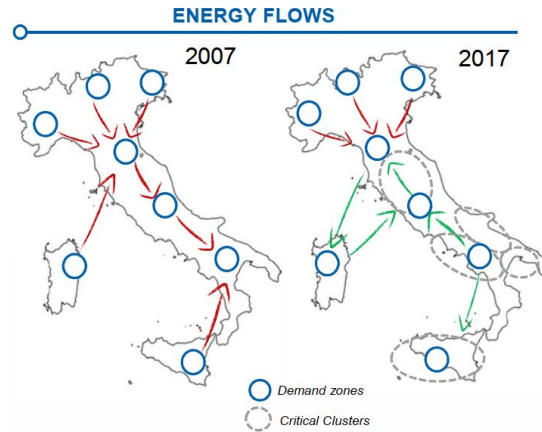 ENERGY FLOWS
2007
2017
Demand zones
Critical Clusters